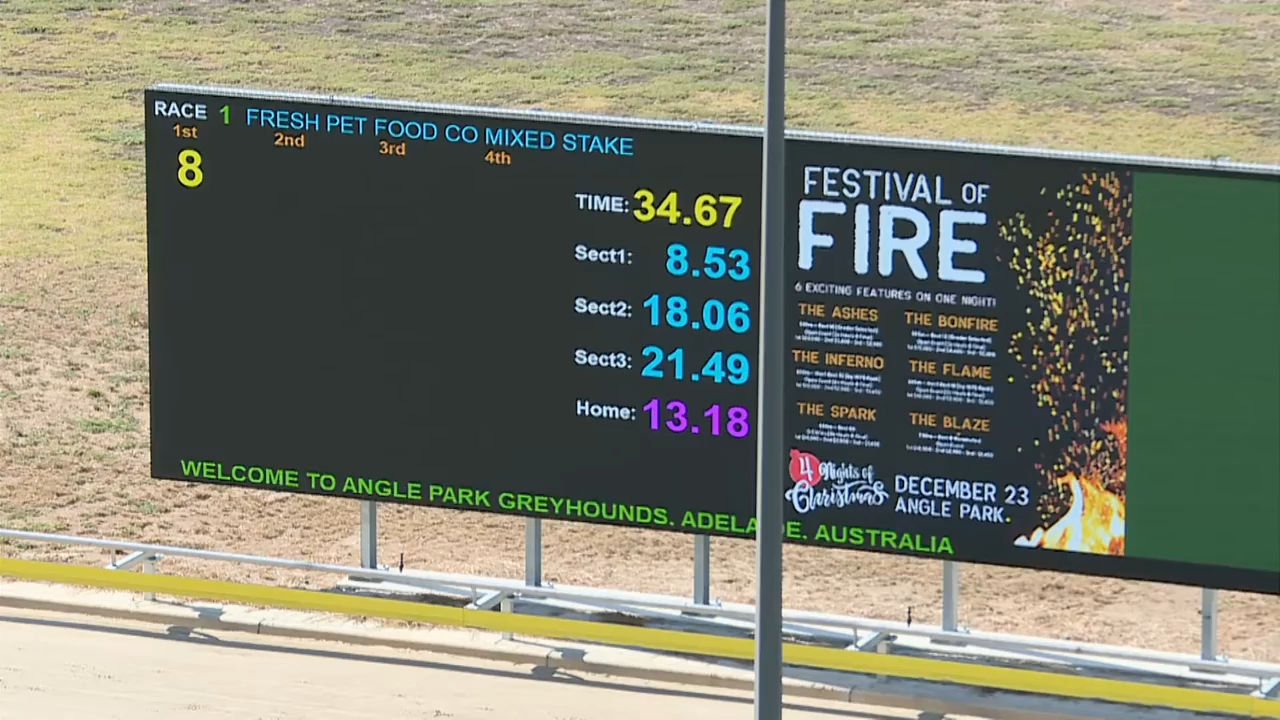 RACE 1 FRESH PET FOOD CO MIXED STAKE
1st 2nd 3rd 4th
8
TIME: 34.67
Sect1: 8.53
Sect2: 18.06
Sect3: 21.49
Home: 13.18
WELCOME TO ANGLE PARK GREYHOUNDS. ADELA DE. AUSTRALIA
FESTIVAL OF
FIRE
6 EXCITING FEATURES ON ONE NIGHT!
THE ASHES
THE BONFIRE
THE INFERNO
THE FLAME
THE SPARK
THE BLAZE
4 Nights of
Christmas
DECEMBER 23
ANGLE PARK.